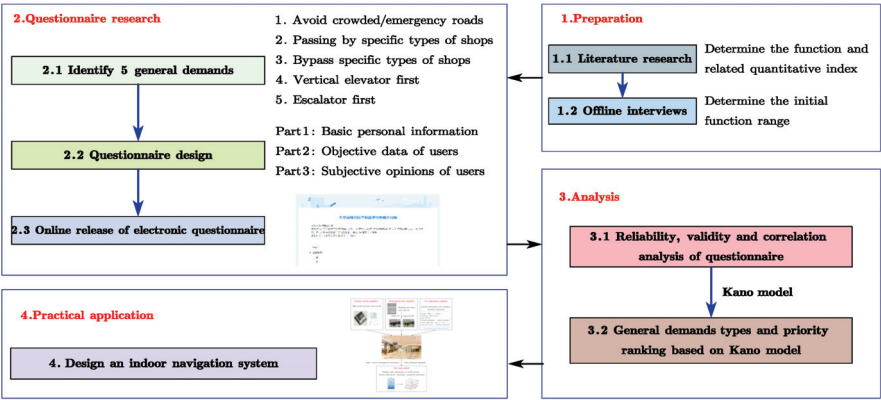 1.Preparation
1.1 Literature research
Determine the function and
related quantitative index
1.2 Offline interviews
Determine the initial
function range
2.Questionnaire research
2.1 Identify 5 general demands
1. Avoid crowded/emergency roads
2. Passing by specific types of shops
3. Bypass specific types of shops
4. Vertical elevator first
5. Escalator first
2.2 Questionnaire design
Part1: Basic personal information
Part2: Objective data of users
Part3: Subjective opinions of users
2.3 Online release of electronic questionnaire
3.Analysis
3.1 Reliability, validity and correlation
analysis of questionnaire
Kano model
3.2 General demands types and priority
ranking based on Kano model
4.Practical application
4. Design an indoor navigation system